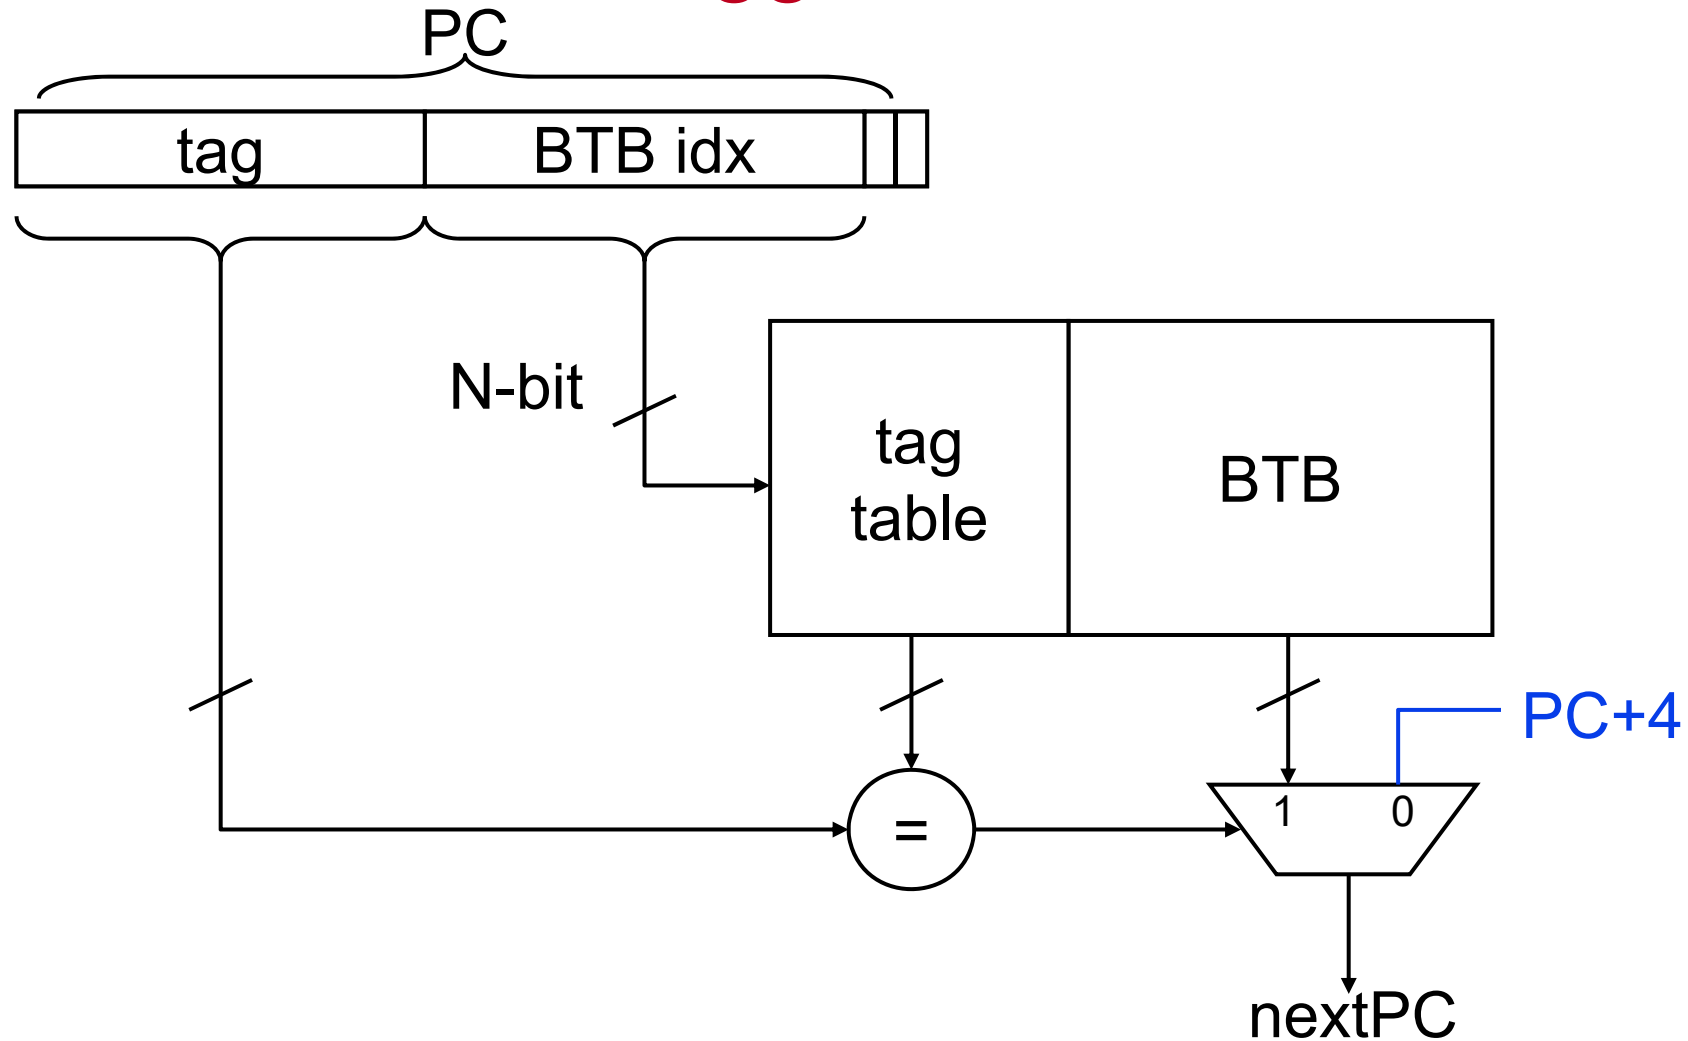 PC
tag
BTB idx
N-bit
tag
table
BTB
PC+4
1
0
=
nextPC